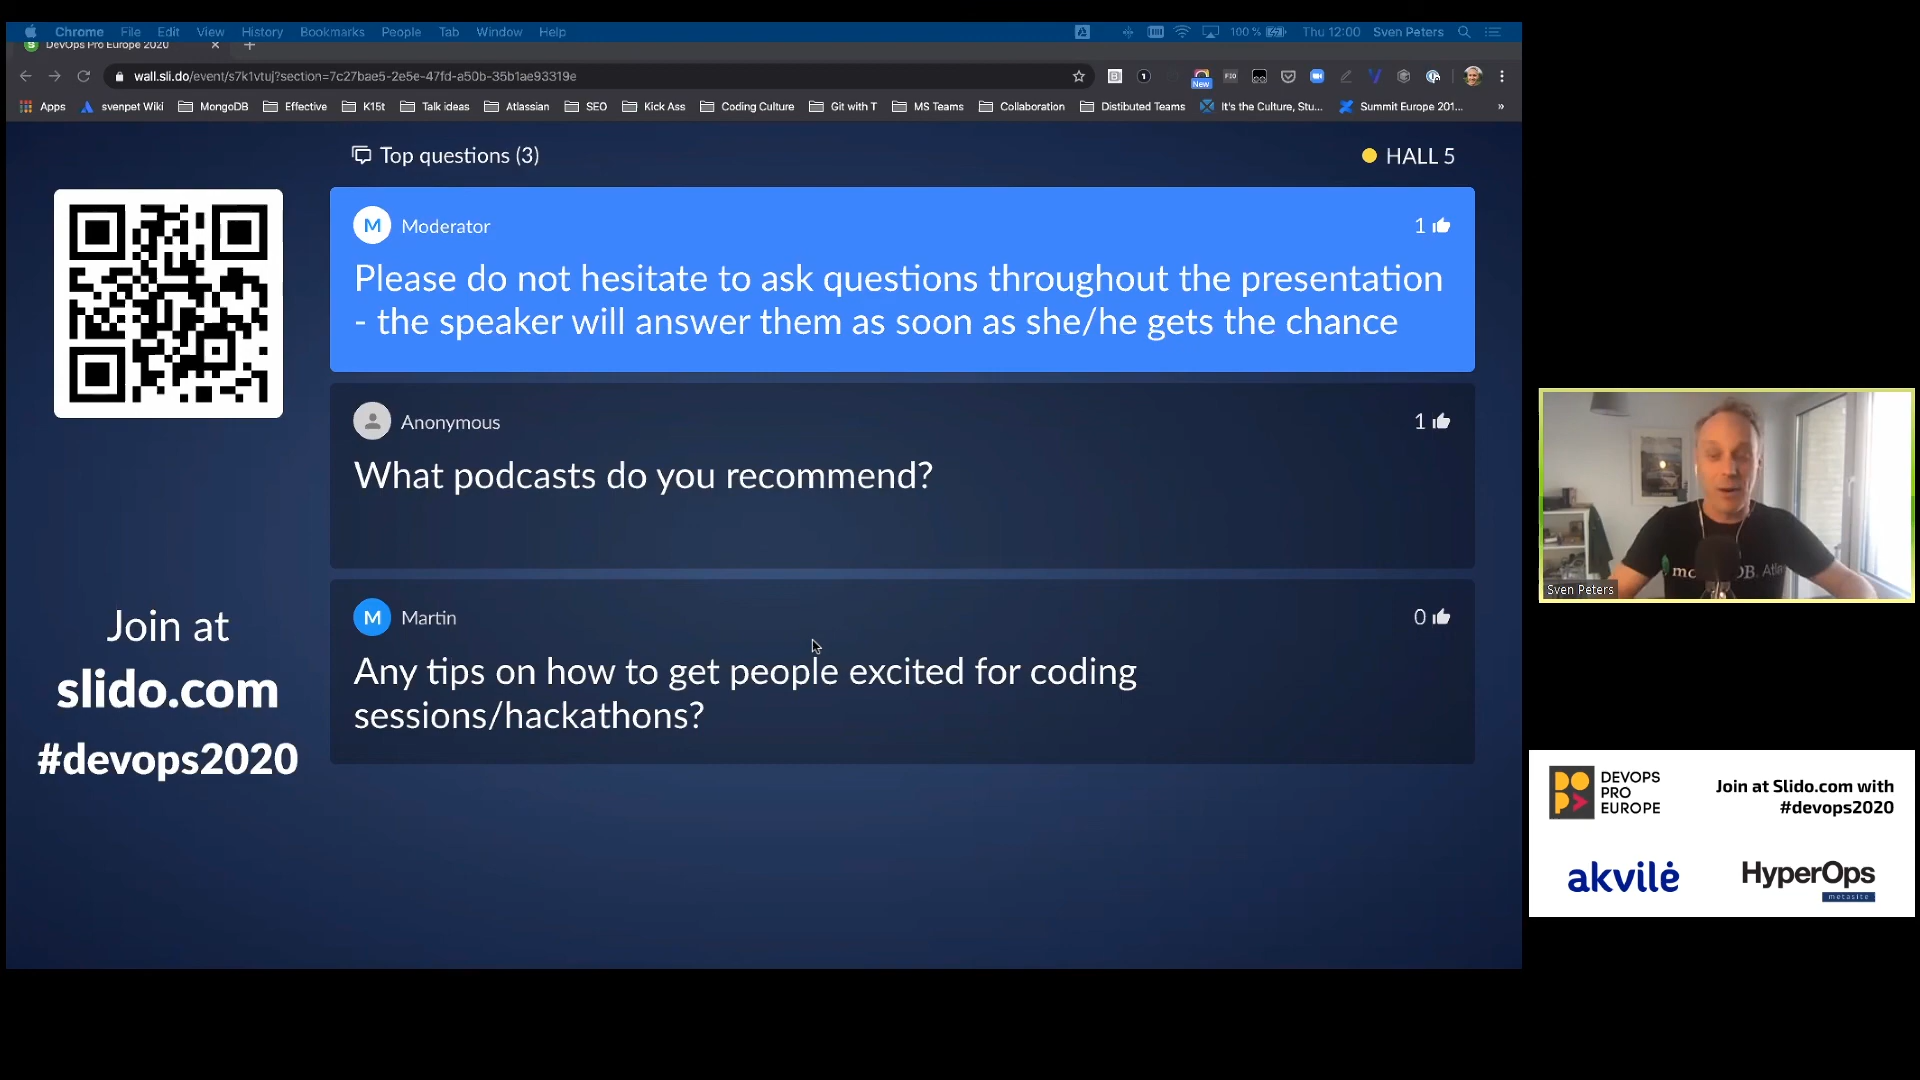 Chrome File Edit View History Bookmarks People Tab Window Help 100 % Thu 12:00 Sven Peters
DevOps Pro Europe 2020
wall.sli.do/event/s7k1vtuj?section=7c27bae5-2e5e-47fd-a50b-35b1ae93319e
New
FIO
Apps svenpet Wiki MongoDB Effective K15t Talk ideas Atlassian SEO Kick Ass Coding Culture Git with T MS Teams Collaboration Distibuted Teams It's the Culture, Stu... Summit Europe 201... »
Top questions (3)
HALL 5
M Moderator 1
Please do not hesitate to ask questions throughout the presentation
- the speaker will answer them as soon as she/he gets the chance
Anonymous 1
What podcasts do you recommend?
M Martin 0
Any tips on how to get people excited for coding
sessions/hackathons?
Join at
slido.com
#devops2020
Sven Peters
DEVOPS
PRO
EUROPE
Join at Slido.com with
#devops2020
akvilė
HyperOps
metasite